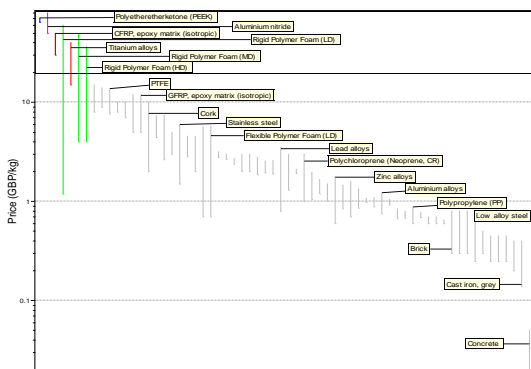 Polyetheretherketone (PEEK)
Aluminium nitride
CFRP, epoxy matrix (isotropic)
Rigid Polymer Foam (LD)
Titanium alloys
Rigid Polymer Foam (MD)
Rigid Polymer Foam (HD)
PTFE
10
GFRP, epoxy matrix (isotropic)
Cork
Stainless steel
Flexible Polymer Foam (LD)
Lead alloys
Polychloroprene (Neoprene, CR)
Zinc alloys
Aluminium alloys
1
Polypropylene (PP)
Low alloy steel
Price (GBP/kg)
Brick
Cast iron, grey
0.1
Concrete